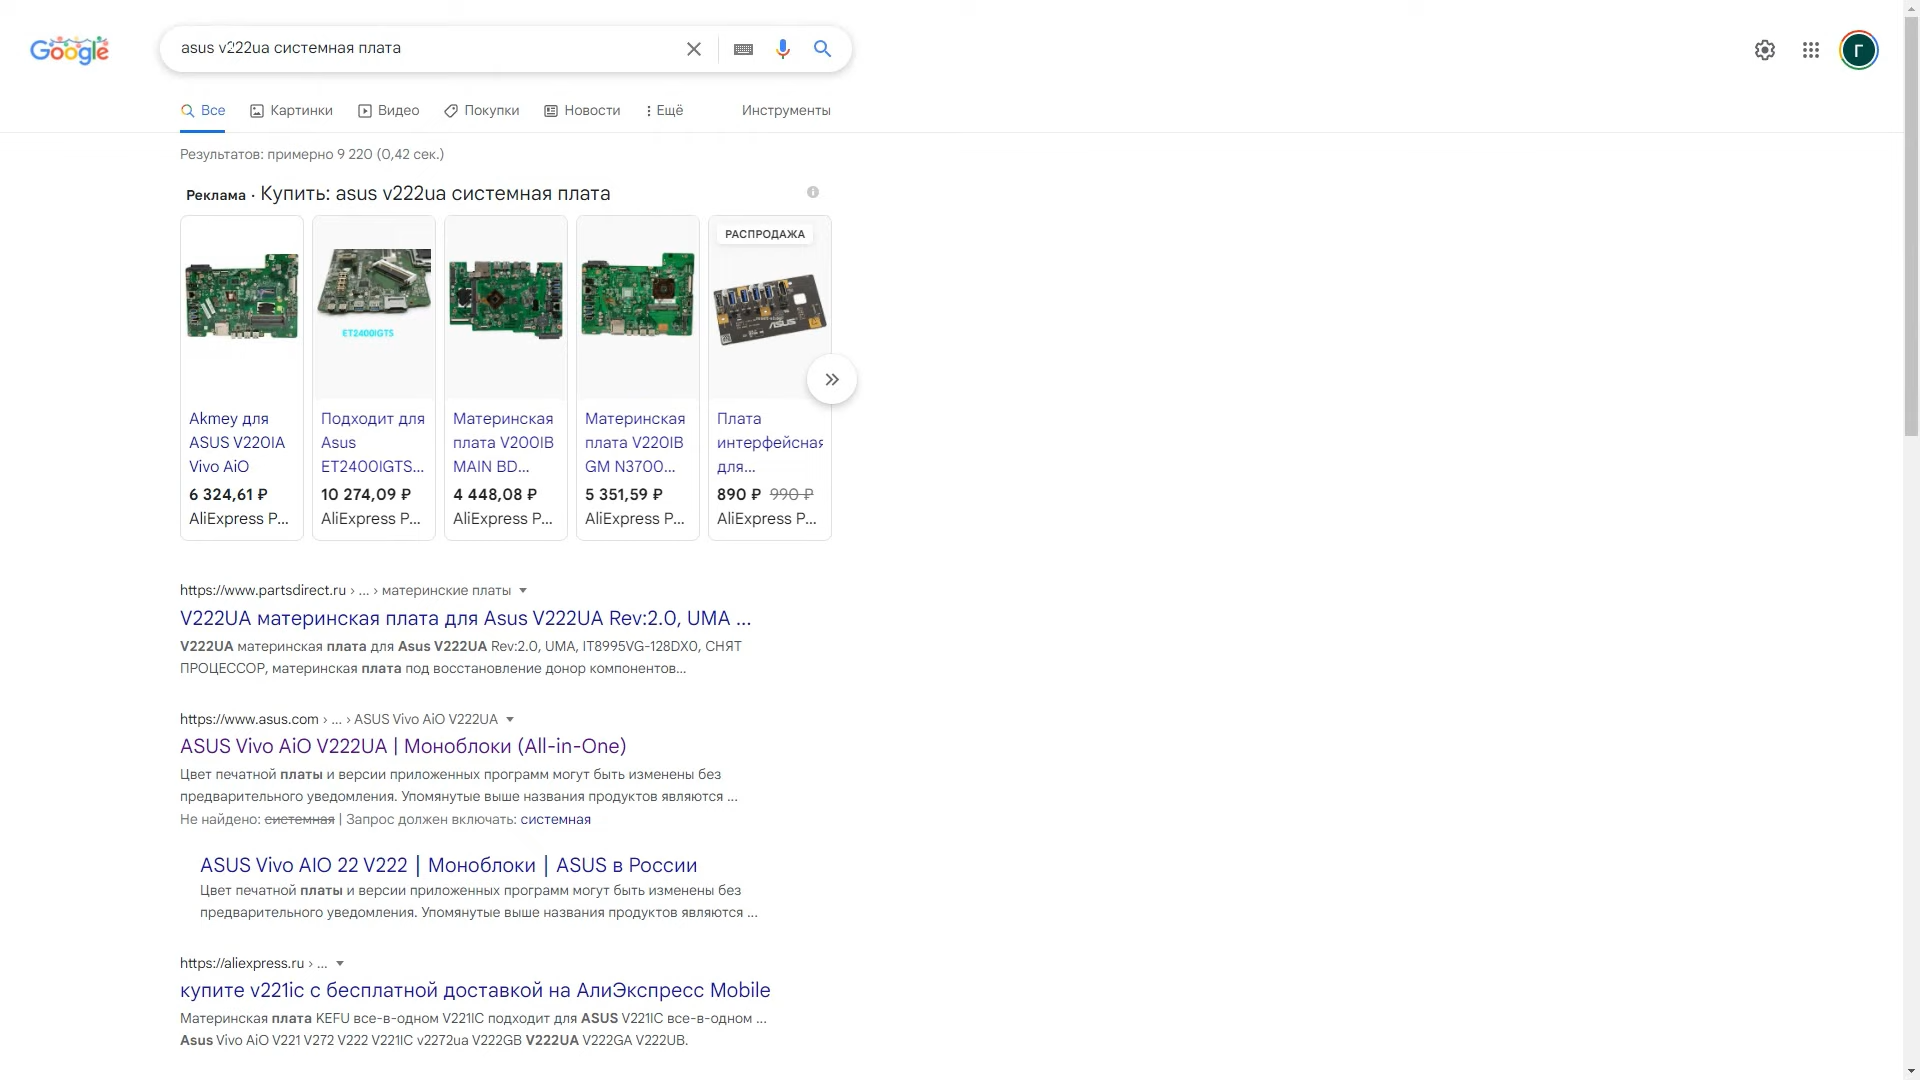 Google
asus v222ua системная плата
Г
Все
Картинки
Видео
Покупки
Новости
Ещё
Инструменты
Результатов: примерно 9 220 (0,42 сек.)
Реклама · Купить: asus v222ua системная плата
ET2400IGTS
РАСПРОДАЖА
ASUS
Akmey для
ASUS V220IA
Vivo AiO
6 324,61 ₽
AliExpress P...
Подходит для
Asus
ET2400IGTS...
10 274,09 ₽
AliExpress P...
Материнская
плата V200IB
MAIN BD...
4 448,08 ₽
AliExpress P...
Материнская
плата V220IB
GM N3700...
5 351,59 ₽
AliExpress P...
Плата
интерфейсная
для...
890 ₽ 990 ₽
AliExpress P...
https://www.partsdirect.ru › ... › материнские платы
V222UA материнская плата для Asus V222UA Rev:2.0, UMA ...
V222UA материнская плата для Asus V222UA Rev:2.0, UMA, IT8995VG-128DX0, СНЯТ
ПРОЦЕССОР, материнская плата под восстановление донор компонентов...
https://www.asus.com › ... › ASUS Vivo AiO V222UA
ASUS Vivo AiO V222UA | Моноблоки (All-in-One)
Цвет печатной платы и версии приложенных программ могут быть изменены без
предварительного уведомления. Упомянутые выше названия продуктов являются ...
Не найдено: системная | Запрос должен включать: системная
ASUS Vivo AIO 22 V222 | Моноблоки | ASUS в России
Цвет печатной платы и версии приложенных программ могут быть изменены без
предварительного уведомления. Упомянутые выше названия продуктов являются ...
https://aliexpress.ru › ...
купите v221ic с бесплатной доставкой на АлиЭкспресс Mobile
Материнская плата KEFU все-в-одном V221IC подходит для ASUS V221IC все-в-одном ...
Asus Vivo AiO V221 V272 V222 V221IC v2272ua V222GB V222UA V222GA V222UB.